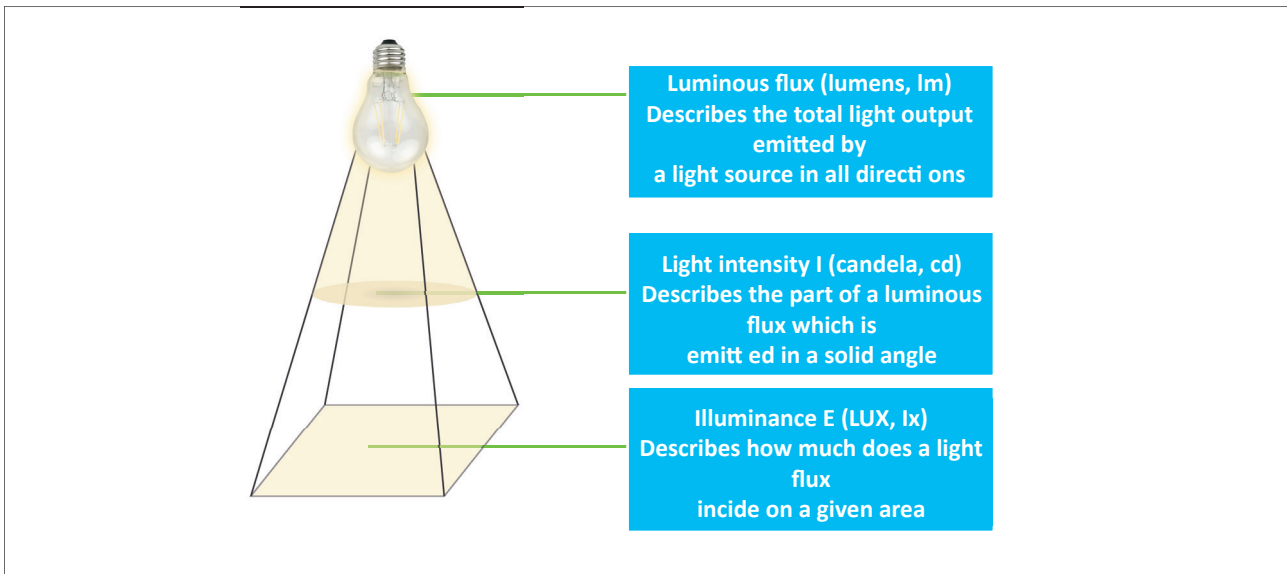 Luminous flux (lumens, lm)
Describes the total light output
emitted by
a light source in all directi ons
Light intensity I (candela, cd)
Describes the part of a luminous
flux which is
emitt ed in a solid angle
Illuminance E (LUX, Ix)
Describes how much does a light
flux
incide on a given area